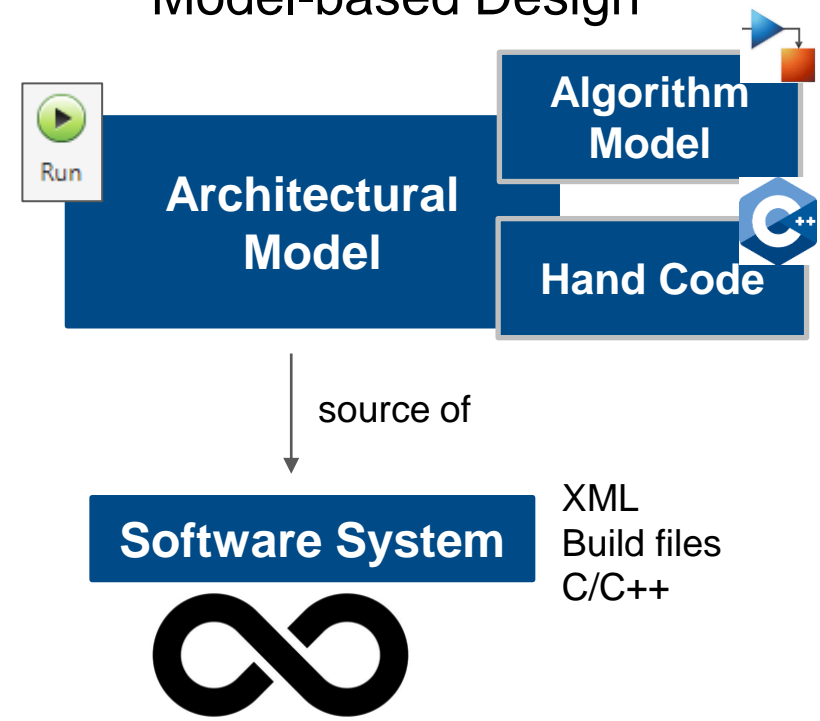 Model-based Design
Run
Algorithm
Model
Architectural
Model
C++
Hand Code
source of
Software System
XML
Build files
C/C++